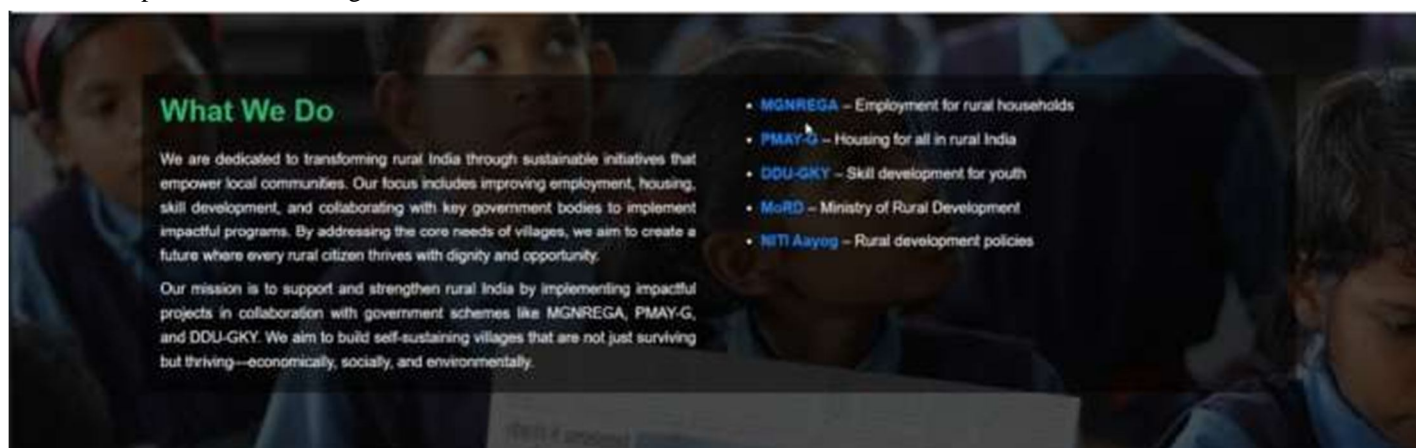 What We Do
We are dedicated to transforming rural India through sustainable initiatives that
empower local communities. Our focus includes improving employment, housing,
skill development, and collaborating with key government bodies to implement
impactful programs. By addressing the core needs of villages, we aim to create a
future where every rural citizen thrives with dignity and opportunity.
Our mission is to support and strengthen rural India by implementing impactful
projects in collaboration with government schemes like MGNREGA, PMAY-G,
and DDU-GKY. We aim to build self-sustaining villages that are not just surviving
but thriving—economically, socially, and environmentally.
• MGNREGA – Employment for rural households
• PMAY-G – Housing for all in rural India
• DDU-GKY – Skill development for youth
• MoRD – Ministry of Rural Development
• NITI Aayog – Rural development policies